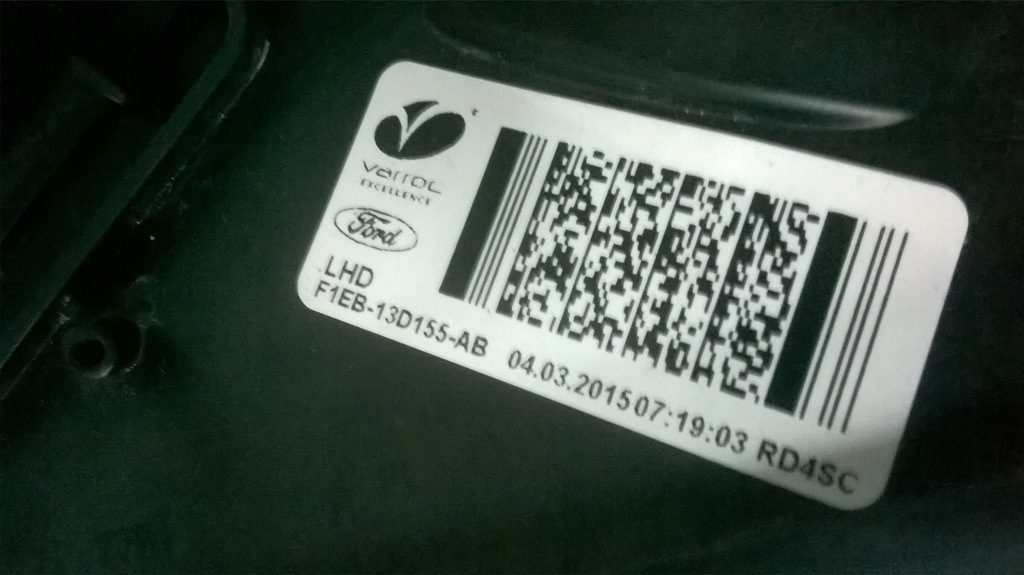 varroc
EXCELLENCE
Ford
LHD
F1EB-13D155-AB 04.03.2015 07:19:03 RD4SC